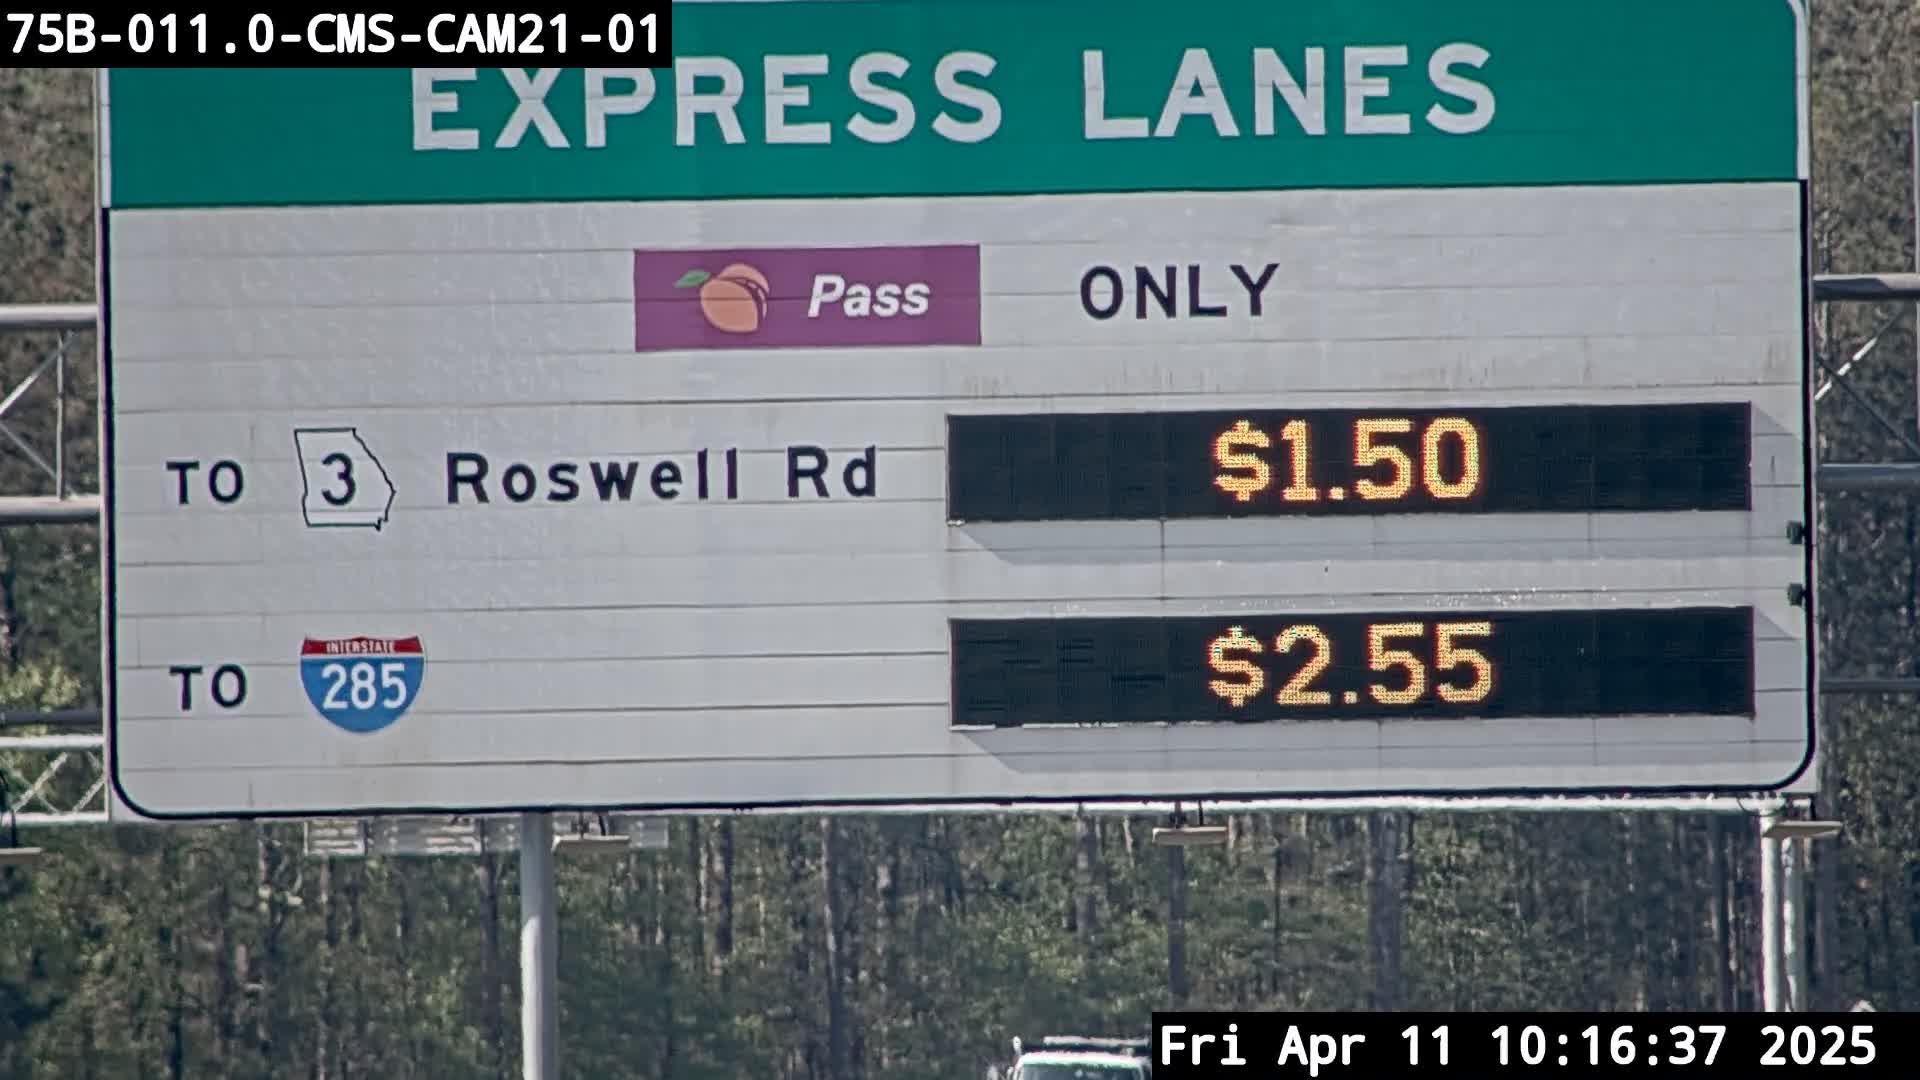 75B-011.0-CMS-CAM21-01
EXPRESS LANES
Pass ONLY
TO 3 Roswell Rd $1.50
TO INTERSTATE 285 $2.55
Fri Apr 11 10:16:37 2025